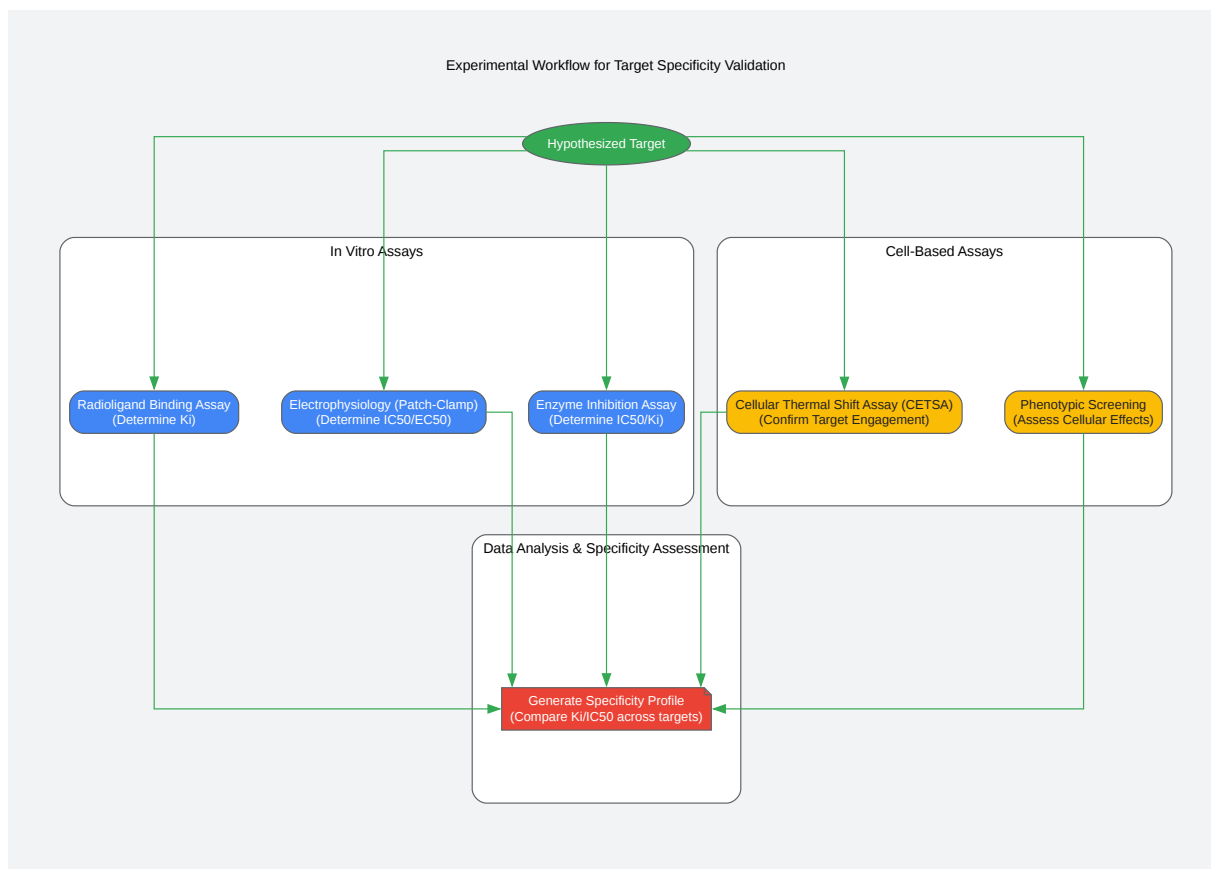 Experimental Workflow for Target Specificity Validation
Hypothesized Target
In Vitro Assays
Cell-Based Assays
Radioligand Binding Assay
(Determine Ki)
Electrophysiology (Patch-Clamp)
(Determine IC50/EC50)
Enzyme Inhibition Assay
(Determine IC50/Ki)
Cellular Thermal Shift Assay (CETSA)
(Confirm Target Engagement)
Phenotypic Screening
(Assess Cellular Effects)
Data Analysis & Specificity Assessment
Generate Specificity Profile
(Compare Ki/IC50 across targets)